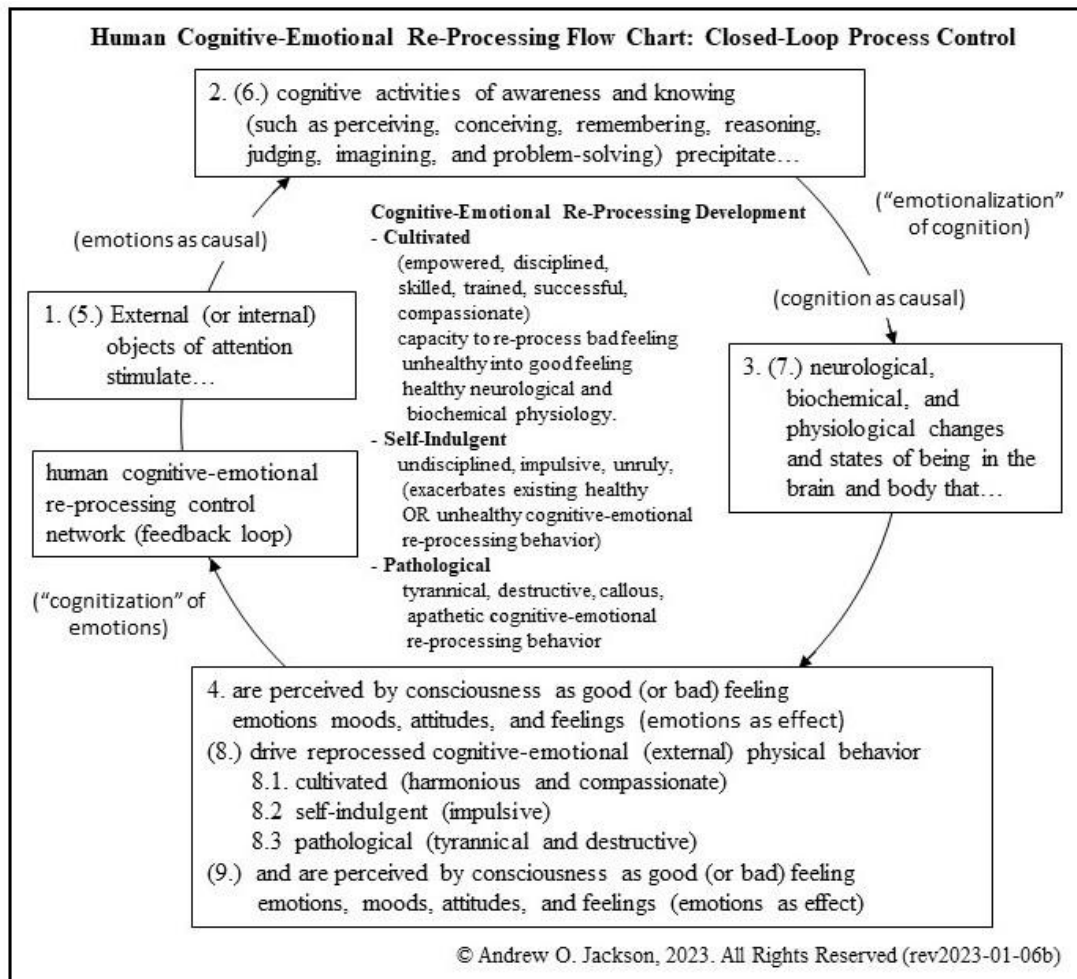 Human Cognitive-Emotional Re-Processing Flow Chart: Closed-Loop Process Control
2. (6.) cognitive activities of awareness and knowing
(such as perceiving, conceiving, remembering, reasoning,
judging, imagining, and problem-solving) precipitate…
(“emotionalization”
of cognition)
(cognition as causal)
(emotions as causal)
1. (5.) External (or internal)
objects of attention
stimulate…
Cognitive-Emotional Re-Processing Development
- Cultivated
(empowered, disciplined,
skilled, trained, successful,
compassionate)
capacity to re-process bad feeling
unhealthy into good feeling
healthy neurological and
biochemical physiology.
- Self-Indulgent
undisciplined, impulsive, unruly,
(exacerbates existing healthy
OR unhealthy cognitive-emotional
re-processing behavior)
- Pathological
tyrannical, destructive, callous,
apathetic cognitive-emotional
re-processing behavior
3. (7.) neurological,
biochemical, and
physiological changes
and states of being in the
brain and body that…
human cognitive-emotional
re-processing control
network (feedback loop)
(“cognitization” of
emotions)
4. are perceived by consciousness as good (or bad) feeling
emotions moods, attitudes, and feelings (emotions as effect)
(8.) drive reprocessed cognitive-emotional (external) physical behavior
8.1. cultivated (harmonious and compassionate)
8.2 self-indulgent (impulsive)
8.3 pathological (tyrannical and destructive)
(9.) and are perceived by consciousness as good (or bad) feeling
emotions, moods, attitudes, and feelings (emotions as effect)
© Andrew O. Jackson, 2023. All Rights Reserved (rev2023-01-06b)